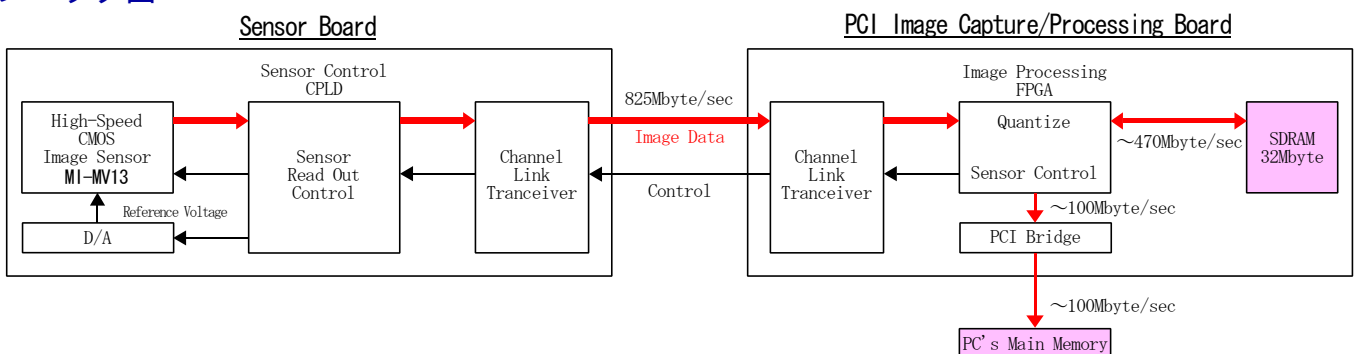 Sensor Board
PCI Image Capture/Processing Board
Sensor Control
CPLD
High-Speed
CMOS
Image Sensor
MI-MV13
Sensor
Read Out
Control
Channel
Link
Tranceiver
Reference Voltage
D/A
825Mbyte/sec
Image Data
Control
Channel
Link
Tranceiver
Image Processing
FPGA
Quantize
Sensor Control
～470Mbyte/sec
SDRAM
32Mbyte
～100Mbyte/sec
PCI Bridge
～100Mbyte/sec
PC's Main Memory